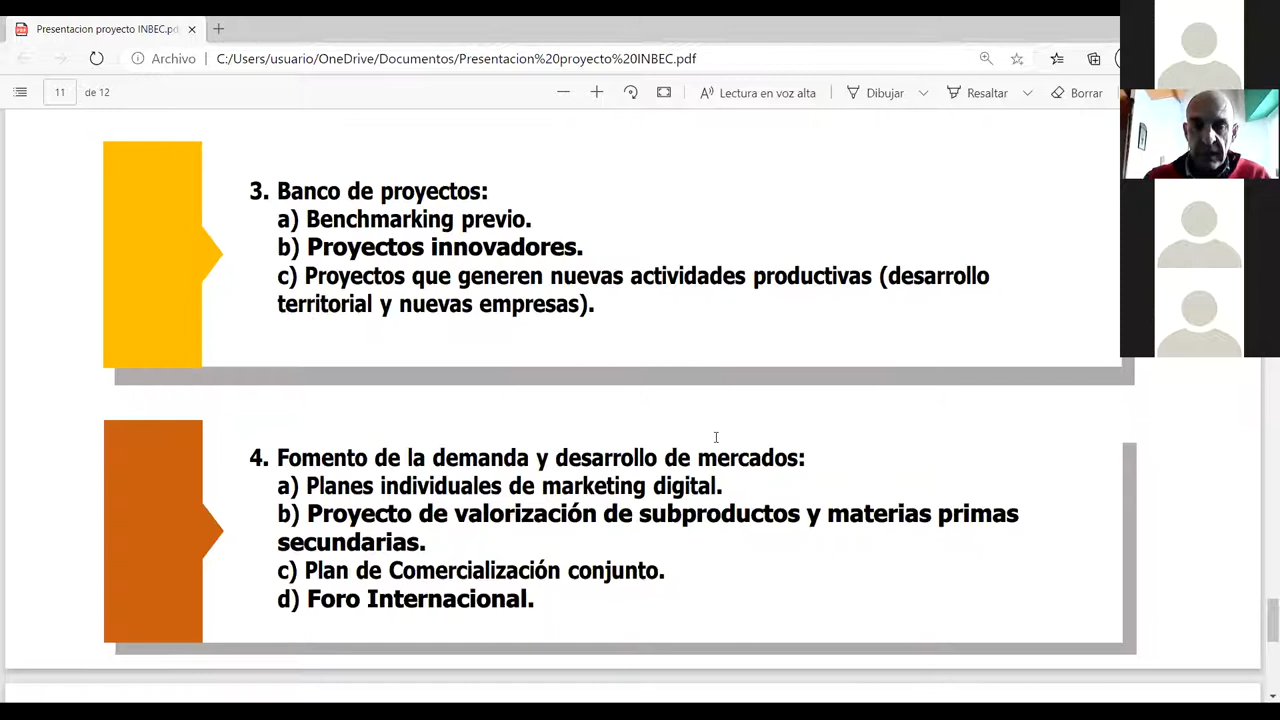 Presentacion proyecto INBEC.pd
Archivo C:/Users/usuario/OneDrive/Documentos/Presentacion%20proyecto%20INBEC.pdf
11 de 12 Lectura en voz alta Dibujar Resaltar Borrar
3. Banco de proyectos:
a) Benchmarking previo.
b) Proyectos innovadores.
c) Proyectos que generen nuevas actividades productivas (desarrollo
territorial y nuevas empresas).
4. Fomento de la demanda y desarrollo de mercados:
a) Planes individuales de marketing digital.
b) Proyecto de valorización de subproductos y materias primas
secundarias.
c) Plan de Comercialización conjunto.
d) Foro Internacional.